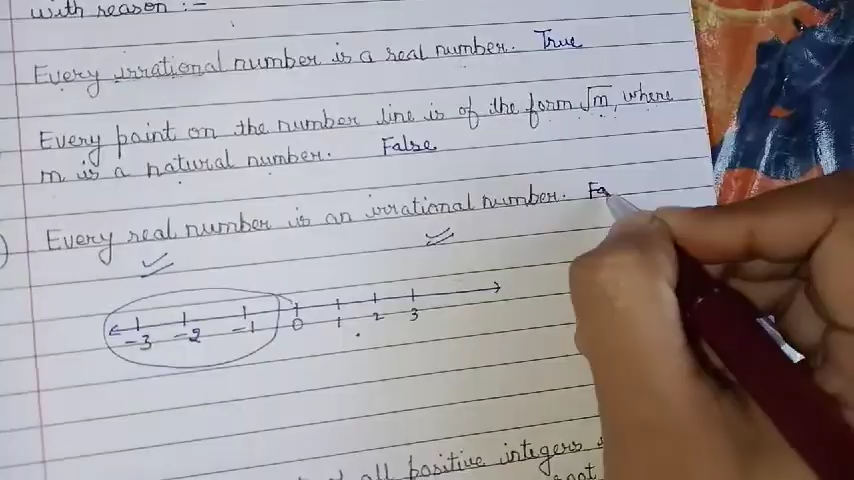 with reason :-
Every irrational number is a real number. True
Every point on the number line is of the form √m, where
m is a natural number. False
Every real number is an irrational number. Fa
-3 -2 -1 0 1 2 3
all positive integers
root